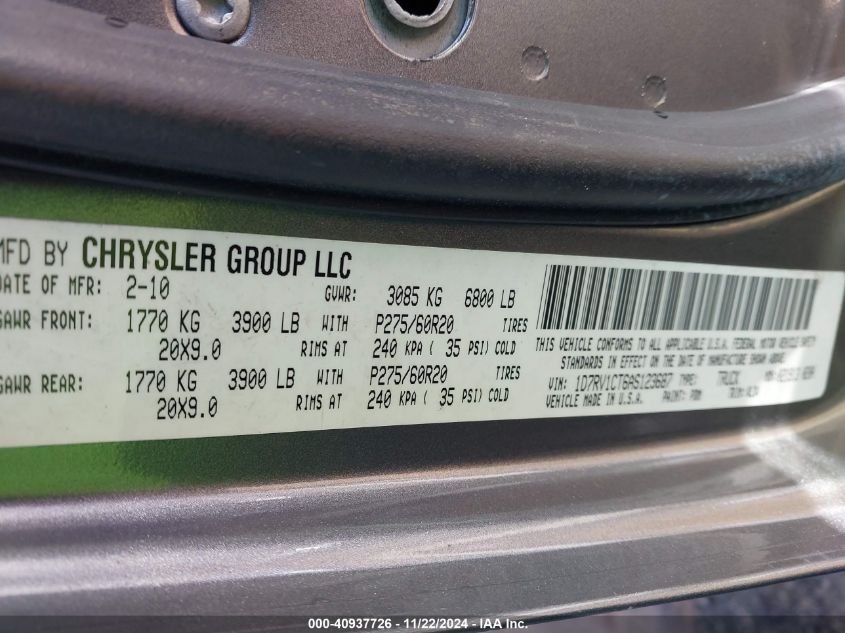 MFD BY CHRYSLER GROUP LLC
DATE OF MFR: 2-10 GVWR: 3085 KG 6800 LB
GAWR FRONT: 1770 KG 3900 LB WITH P275/60R20 TIRES
20X9.0 RIMS AT 240 KPA ( 35 PSI) COLD
GAWR REAR: 1770 KG 3900 LB WITH P275/60R20 TIRES
20X9.0 RIMS AT 240 KPA ( 35 PSI) COLD
THIS VEHICLE CONFORMS TO ALL APPLICABLE U.S.A. FEDERAL MOTOR VEHICLE SAFETY
STANDARDS IN EFFECT ON THE DATE OF MANUFACTURE SHOWN ABOVE
VIN: 1D7RV1CT6AS123687 TYPE: TRUCK
VEHICLE MADE IN U.S.A. PAINT: TRIM:
000-40937726 - 11/22/2024 - IAA Inc.